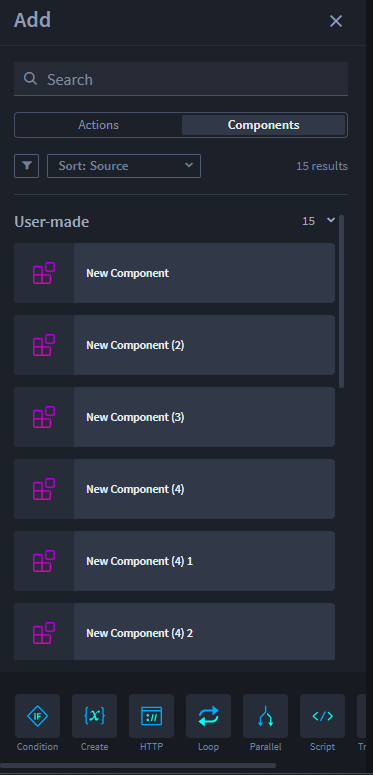 Add
Search
Actions
Components
Sort: Source
15 results
User-made
15
New Component
New Component (2)
New Component (3)
New Component (4)
New Component (4) 1
New Component (4) 2
IF
{x}
://
</>
Condition
Create
HTTP
Loop
Parallel
Script